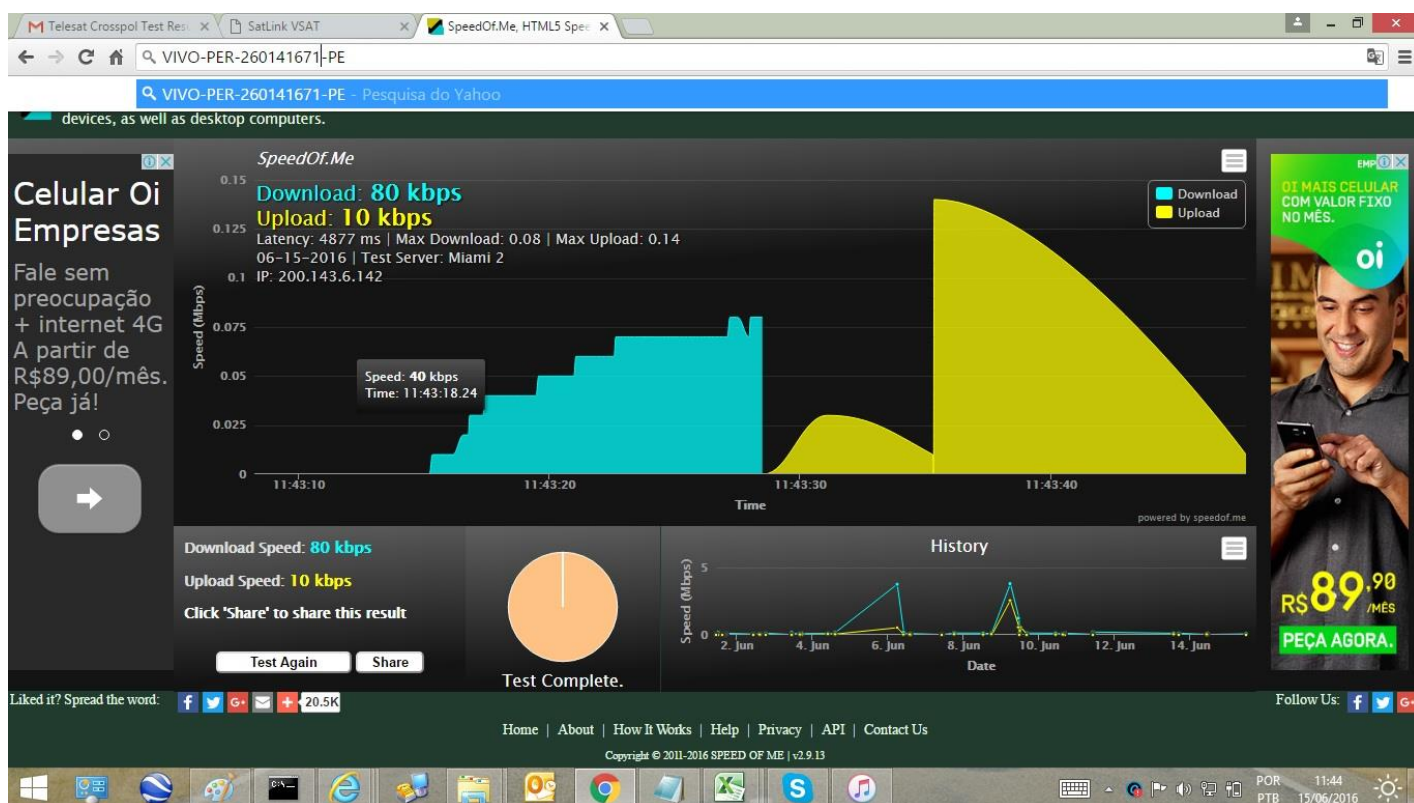 Telesat Crosspol Test Res
SatLink VSAT
SpeedOf.Me, HTML5 Spee
VIVO-PER-260141671-PE
VIVO-PER-260141671-PE - Pesquisa do Yahoo
devices, as well as desktop computers.
Celular Oi
Empresas
Fale sem
preocupação
+ internet 4G
A partir de
R$89,00/mês.
Peça já!
SpeedOf.Me
Download: 80 kbps
Upload: 10 kbps
Latency: 4877 ms | Max Download: 0.08 | Max Upload: 0.14
06-15-2016 | Test Server: Miami 2
IP: 200.143.6.142
Download
Upload
Speed (Mbps)
0.15
0.125
0.1
0.075
0.05
0.025
0
Speed: 40 kbps
Time: 11:43:18.24
11:43:10 11:43:20 11:43:30 11:43:40
Time
powered by speedof.me
EMP
OI MAIS CELULAR
COM VALOR FIXO
NO MÊS.
oi
R$89,90
/MÊS
PEÇA AGORA.
Download Speed: 80 kbps
Upload Speed: 10 kbps
Click 'Share' to share this result
Test Again Share
Test Complete.
History
Speed (Mbps)
5
0
2. Jun 4. Jun 6. Jun 8. Jun 10. Jun 12. Jun 14. Jun
Date
Liked it? Spread the word: 20.5K
Follow Us:
Home | About | How It Works | Help | Privacy | API | Contact Us
Copyright © 2011-2016 SPEED OF ME | v2.9.13
POR 11:44
PTB 15/06/2016